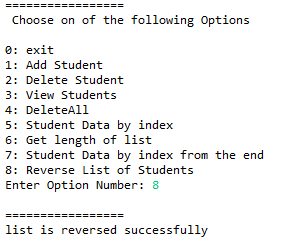 =================
Choose on of the following Options
0: exit
1: Add Student
2: Delete Student
3: View Students
4: DeleteAll
5: Student Data by index
6: Get length of list
7: Student Data by index from the end
8: Reverse List of Students
Enter Option Number: 8
=================
list is reversed successfully